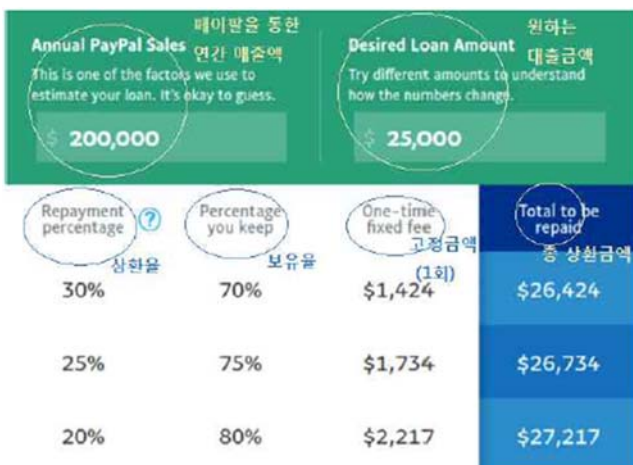 페이팔을 통한
Annual PayPal Sales 연간 매출액
This is one of the factors we use to
estimate your loan. It's okay to guess.
$ 200,000
원하는
Desired Loan Amount 대출금액
Try different amounts to understand
how the numbers change.
$ 25,000
Repayment
percentage ?
상환율
Percentage
you keep
보유율
One-time
fixed fee
고정금액
(1회)
Total to be
repaid
총 상환금액
30% 70% $1,424 $26,424
25% 75% $1,734 $26,734
20% 80% $2,217 $27,217